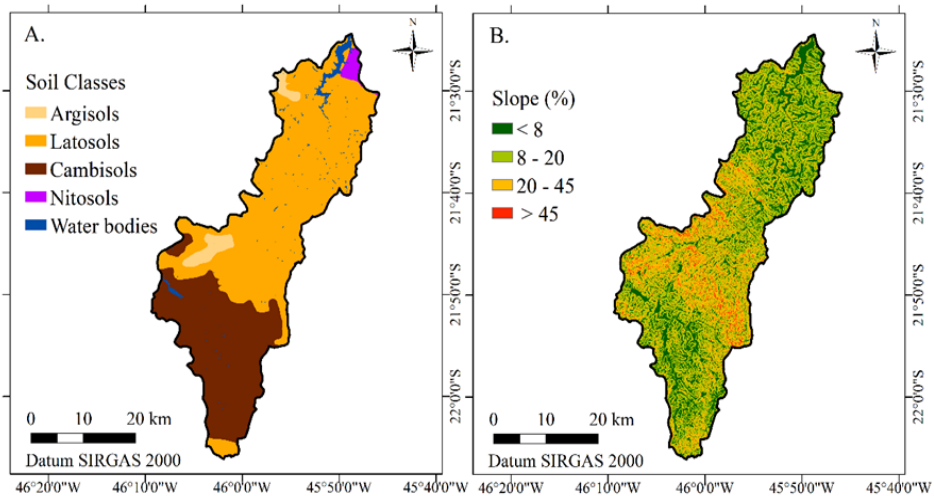 A.
N
Soil Classes
Argisols
Latosols
Cambisols
Nitosols
Water bodies
0 10 20 km
Datum SIRGAS 2000
21°30'0"S
21°40'0"S
21°50'0"S
22°0'0"S
46°20'0"W 46°10'0"W 46°0'0"W 45°50'0"W 45°40'0"W
B.
N
Slope (%)
< 8
8 - 20
20 - 45
> 45
0 10 20 km
Datum SIRGAS 2000
21°30'0"S
21°40'0"S
21°50'0"S
22°0'0"S
46°20'0"W 46°10'0"W 46°0'0"W 45°50'0"W 45°40'0"W